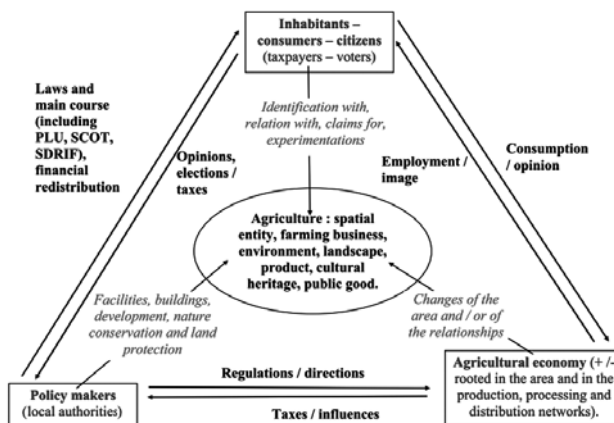 Inhabitants –
consumers – citizens
(taxpayers – voters)
Laws and
main course
(including
PLU, SCOT,
SDRIF),
financial
redistribution
Identification with,
relation with, claims for,
experimentations
Opinions,
elections /
taxes
Employment /
image
Consumption
/ opinion
Agriculture : spatial
entity, farming business,
environment, landscape,
product, cultural
heritage, public good.
Facilities, buildings,
development, nature
conservation and land
protection
Changes of the
area and / or of
the relationships
Regulations / directions
Policy makers
(local authorities)
Taxes / influences
Agricultural economy (+ /-
rooted in the area and in the
production, processing and
distribution networks).